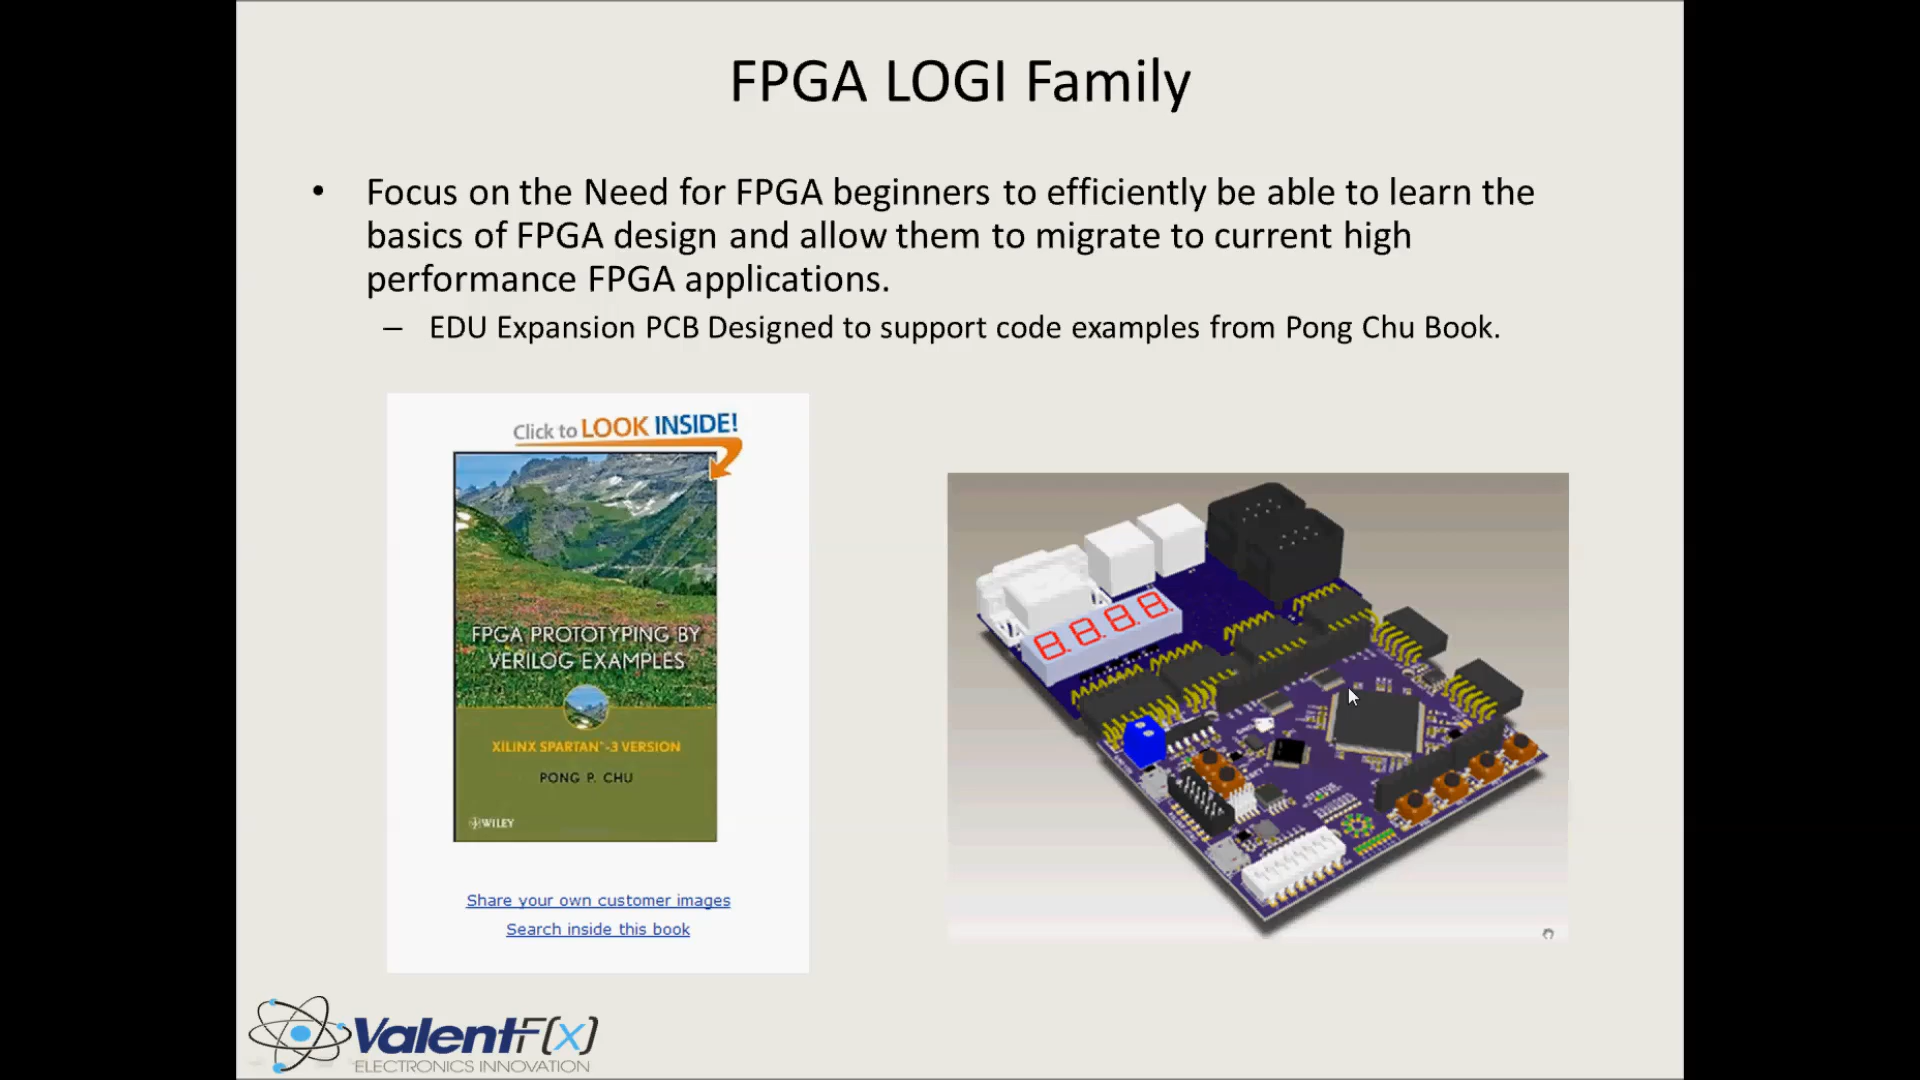 FPGA LOGI Family
• Focus on the Need for FPGA beginners to efficiently be able to learn the
basics of FPGA design and allow them to migrate to current high
performance FPGA applications.
– EDU Expansion PCB Designed to support code examples from Pong Chu Book.
Click to LOOK INSIDE!
FPGA PROTOTYPING BY
VERILOG EXAMPLES
XILINX SPARTAN™-3 VERSION
PONG P. CHU
WILEY
Share your own customer images
Search inside this book
8.8.8.8.
STATUS
ValentF(x)
ELECTRONICS INNOVATION